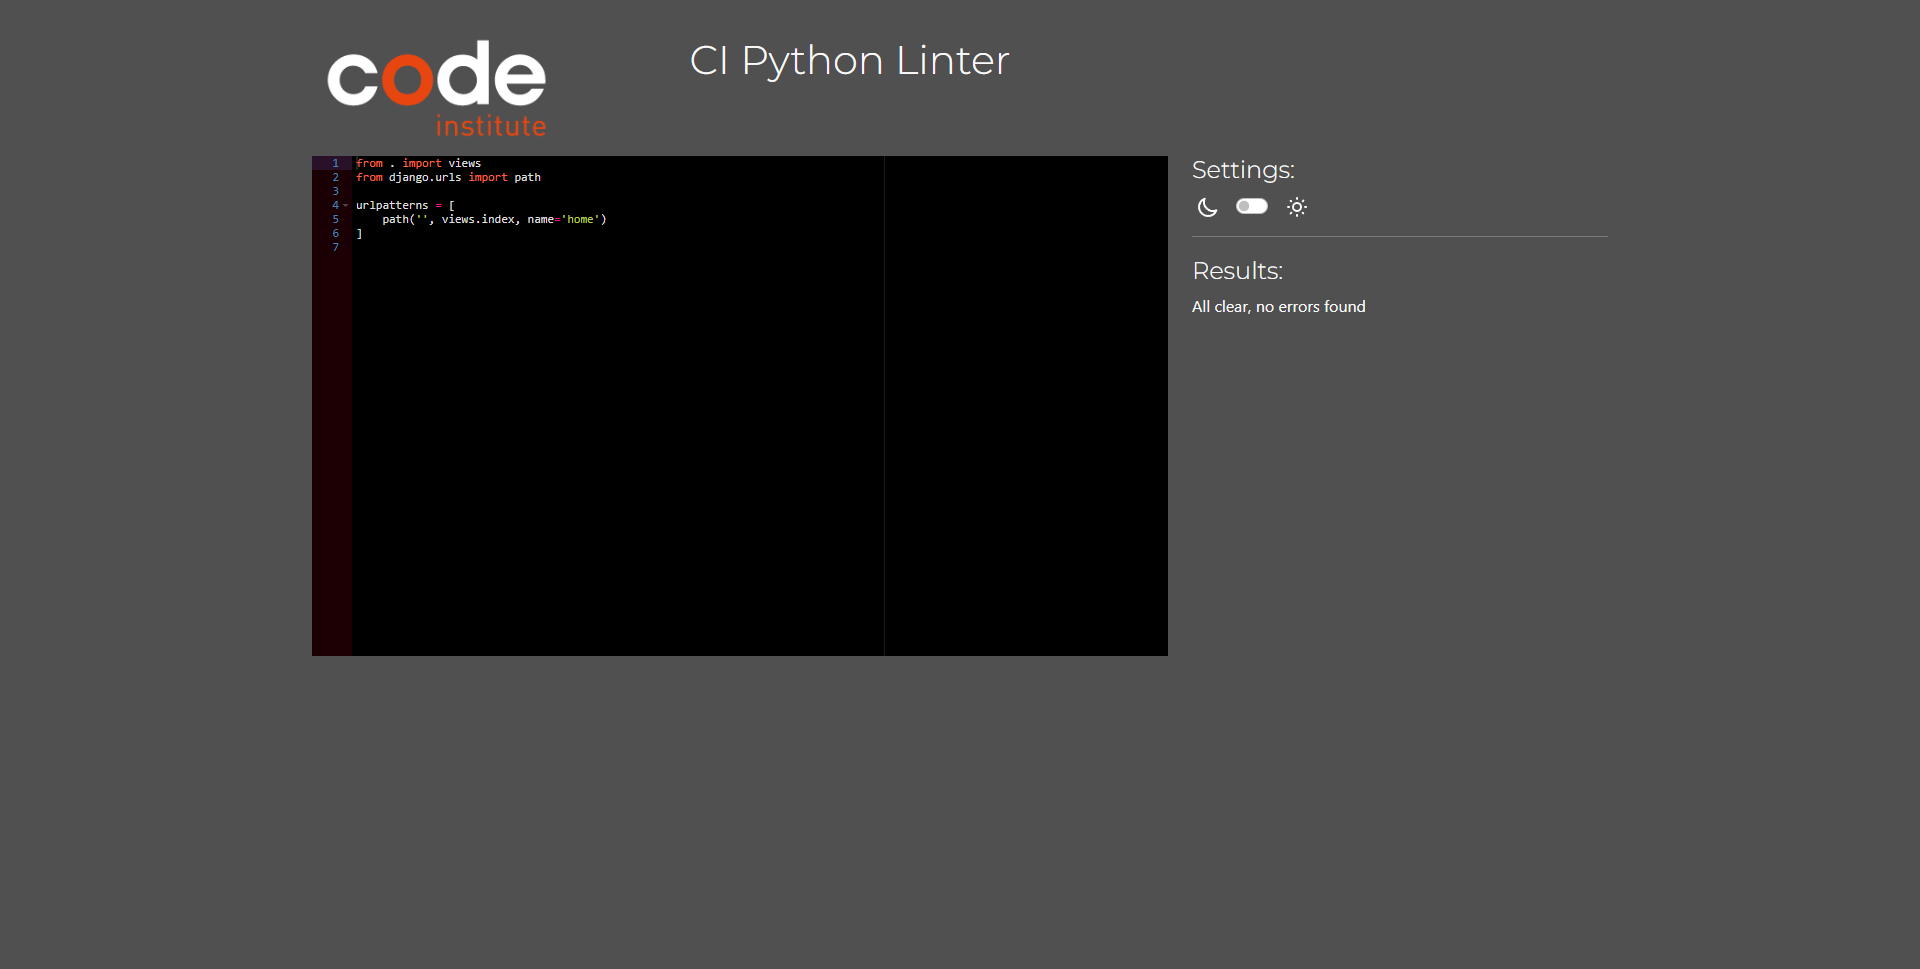 code
institute
CI Python Linter
1 from . import views
2 from django.urls import path
3
4 urlpatterns = [
5     path('', views.index, name='home')
6 ]
7
Settings:
Results:
All clear, no errors found